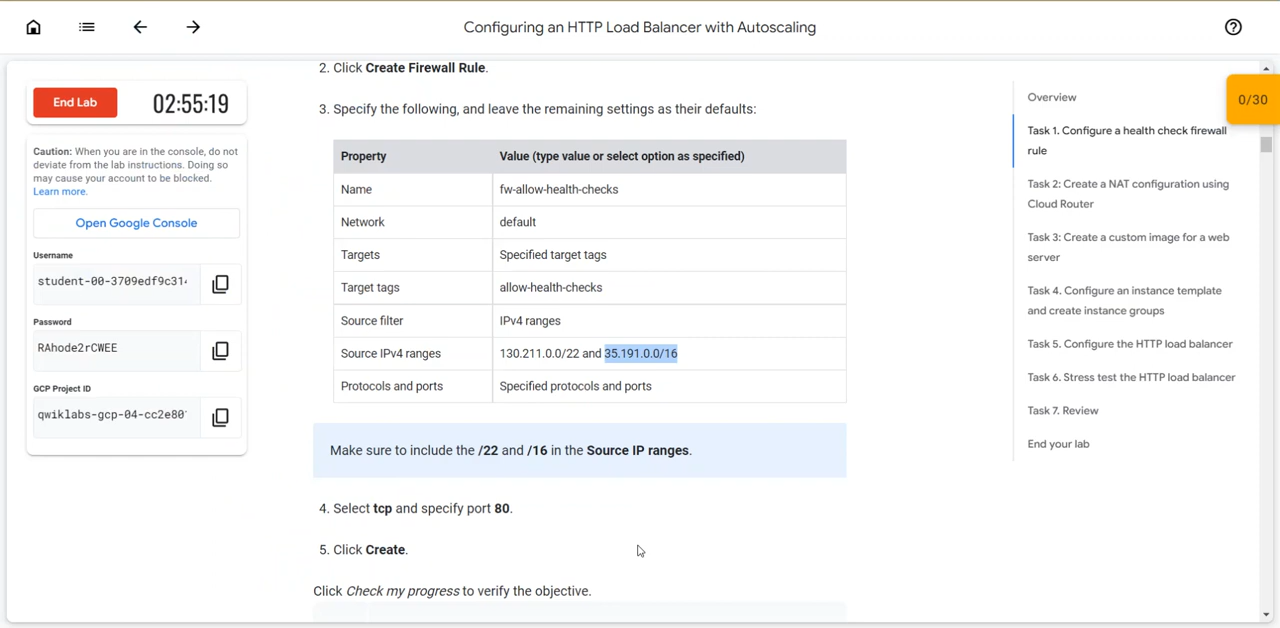 Configuring an HTTP Load Balancer with Autoscaling
End Lab
02:55:19
Caution: When you are in the console, do not
deviate from the lab instructions. Doing so
may cause your account to be blocked.
Learn more.
Open Google Console
Username
student-00-3709edf9c314
Password
RAhode2rCWEE
GCP Project ID
qwiklabs-gcp-04-cc2e80
2. Click Create Firewall Rule.
3. Specify the following, and leave the remaining settings as their defaults:
Property Value (type value or select option as specified)
Name fw-allow-health-checks
Network default
Targets Specified target tags
Target tags allow-health-checks
Source filter IPv4 ranges
Source IPv4 ranges 130.211.0.0/22 and 35.191.0.0/16
Protocols and ports Specified protocols and ports
Make sure to include the /22 and /16 in the Source IP ranges.
4. Select tcp and specify port 80.
5. Click Create.
Click Check my progress to verify the objective.
Overview
Task 1. Configure a health check firewall
rule
Task 2: Create a NAT configuration using
Cloud Router
Task 3: Create a custom image for a web
server
Task 4. Configure an instance template
and create instance groups
Task 5. Configure the HTTP load balancer
Task 6. Stress test the HTTP load balancer
Task 7. Review
End your lab
0/30